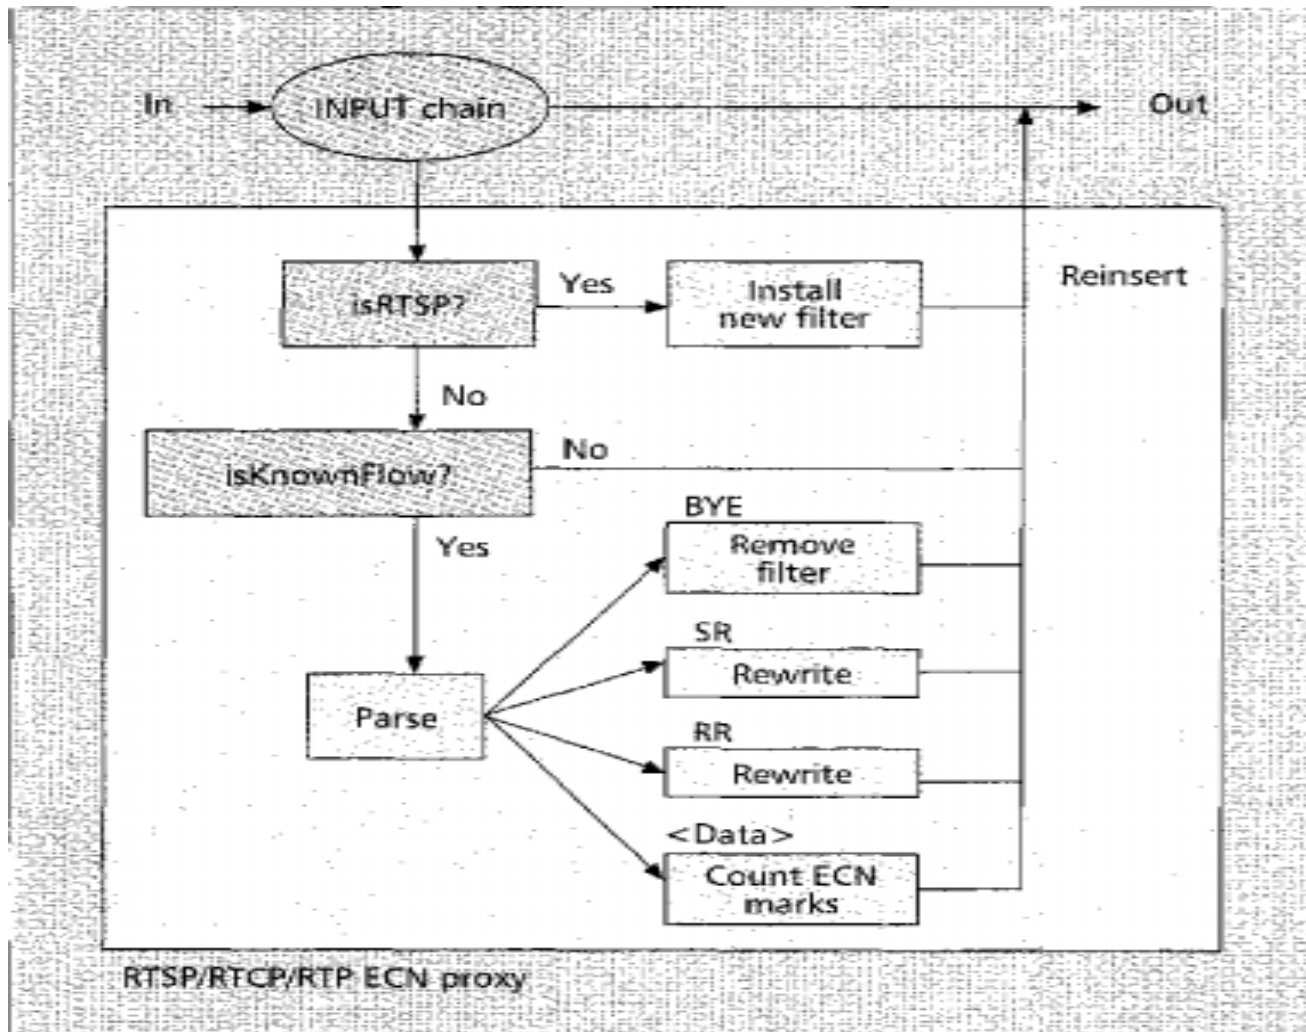 In
INPUT chain
Out
isRTSP?
Yes
Install
new filter
Reinsert
No
isKnownFlow?
No
Yes
BYE
Remove
filter
SR
Rewrite
Parse
RR
Rewrite
<Data>
Count ECN
marks
RTSP/RTCP/RTP ECN proxy